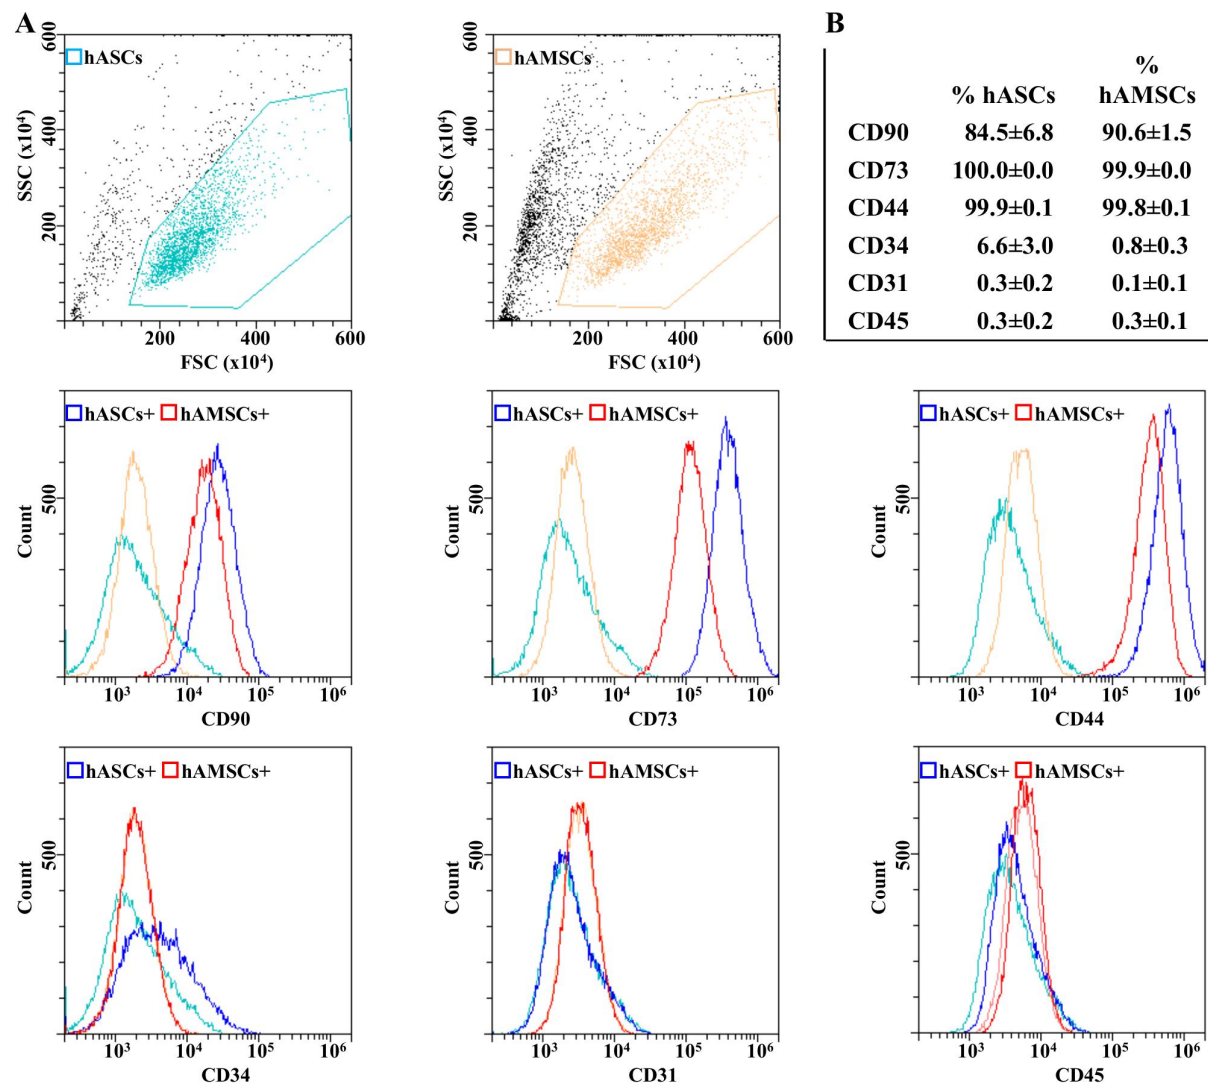 A
hASCs
600
400
200
SSC (x10⁴)
200 400 600
FSC (x10⁴)
hAMSCs
600
400
200
SSC (x10⁴)
200 400 600
FSC (x10⁴)
B
%
% hASCs hAMSCs
CD90 84.5±6.8 90.6±1.5
CD73 100.0±0.0 99.9±0.0
CD44 99.9±0.1 99.8±0.1
CD34 6.6±3.0 0.8±0.3
CD31 0.3±0.2 0.1±0.1
CD45 0.3±0.2 0.3±0.1
hASCs+ hAMSCs+
500
Count
10³ 10⁴ 10⁵ 10⁶
CD90
hASCs+ hAMSCs+
500
Count
10³ 10⁴ 10⁵ 10⁶
CD73
hASCs+ hAMSCs+
500
Count
10³ 10⁴ 10⁵ 10⁶
CD44
hASCs+ hAMSCs+
500
Count
10³ 10⁴ 10⁵ 10⁶
CD34
hASCs+ hAMSCs+
500
Count
10³ 10⁴ 10⁵ 10⁶
CD31
hASCs+ hAMSCs+
500
Count
10³ 10⁴ 10⁵ 10⁶
CD45